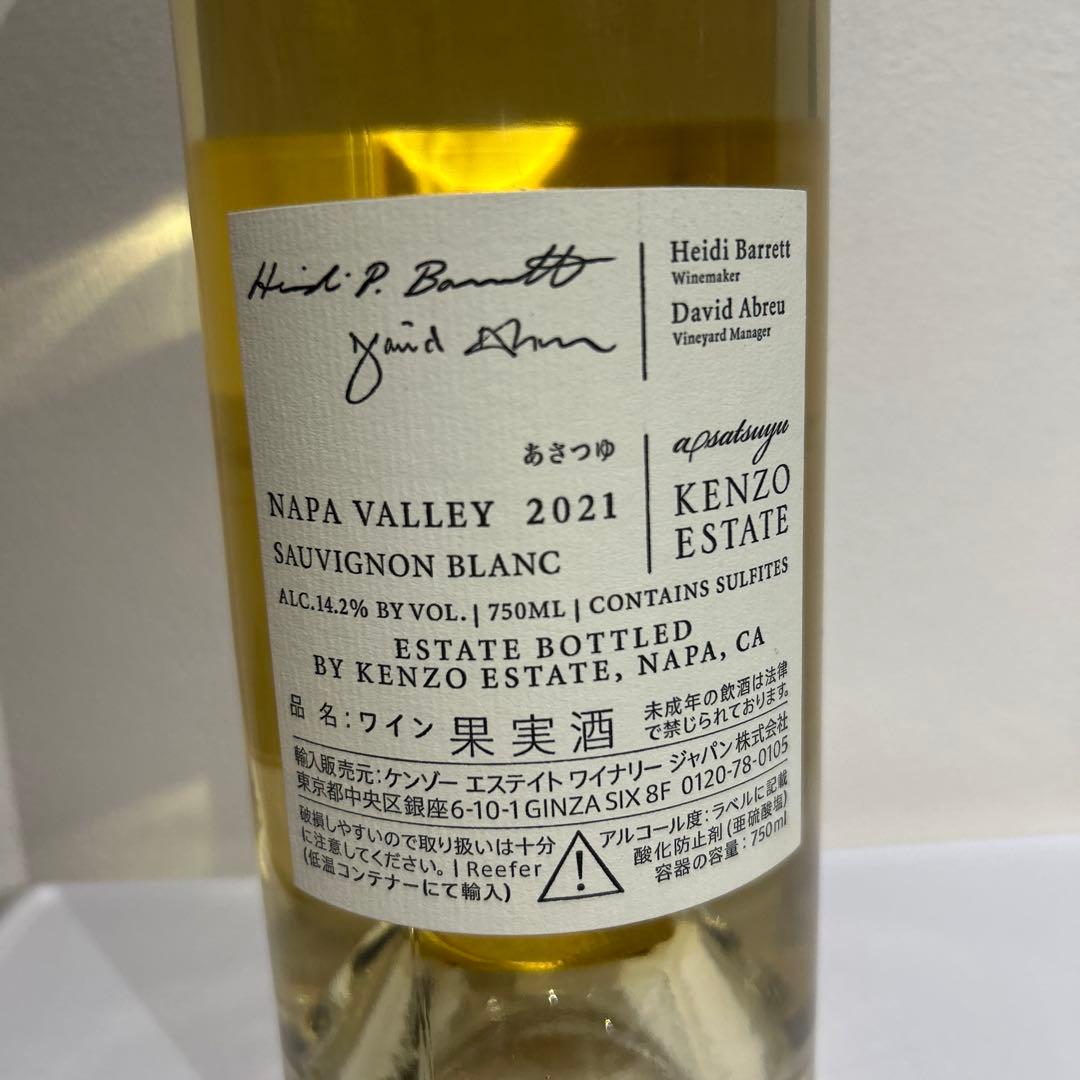 Heidi P. Barrett
David Abreu
Heidi Barrett
Winemaker
David Abreu
Vineyard Manager
あさつゆ
NAPA VALLEY 2021
SAUVIGNON BLANC
asatsuyu
KENZO
ESTATE
ALC.14.2% BY VOL. | 750ML | CONTAINS SULFITES
ESTATE BOTTLED
BY KENZO ESTATE, NAPA, CA
品 名：ワイン 果実酒
未成年の飲酒は法律
で禁じられております。
輸入販売元：ケンゾー エステイト ワイナリー ジャパン 株式会社
東京都中央区銀座6-10-1 GINZA SIX 8F 0120-78-0105
破損しやすいので取り扱いは十分
に注意してください。 | Reefer
(低温コンテナーにて輸入)
アルコール度：ラベルに記載
酸化防止剤 (亜硫酸塩)
容器の容量：750ml